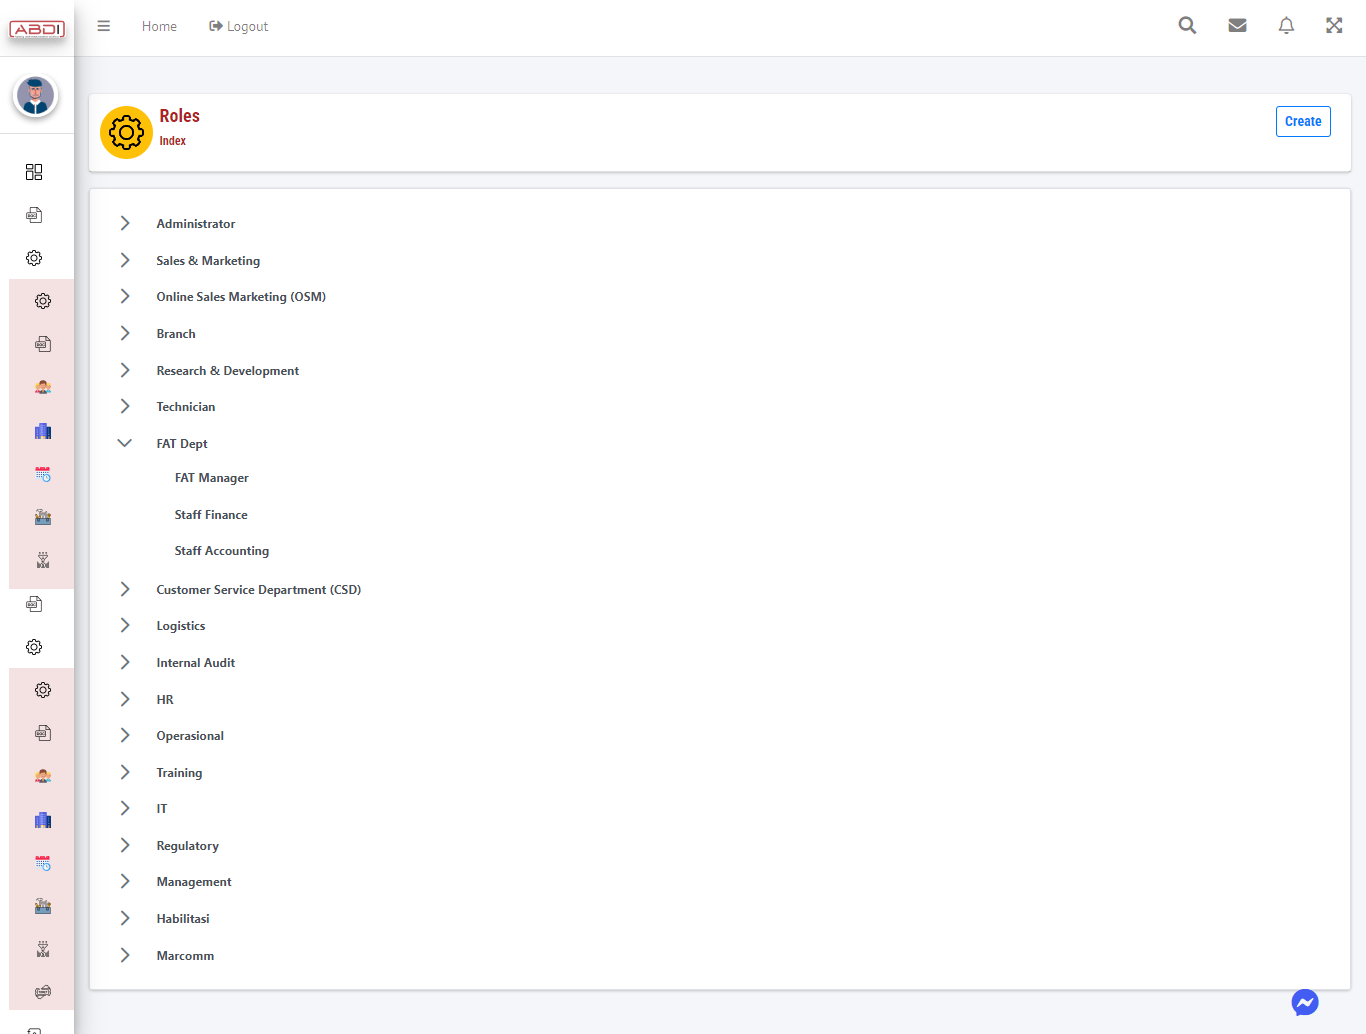 ABDI
Home
Logout
Roles
Index
Create
Administrator
Sales & Marketing
Online Sales Marketing (OSM)
Branch
Research & Development
Technician
FAT Dept
FAT Manager
Staff Finance
Staff Accounting
Customer Service Department (CSD)
Logistics
Internal Audit
HR
Operasional
Training
IT
Regulatory
Management
Habilitasi
Marcomm